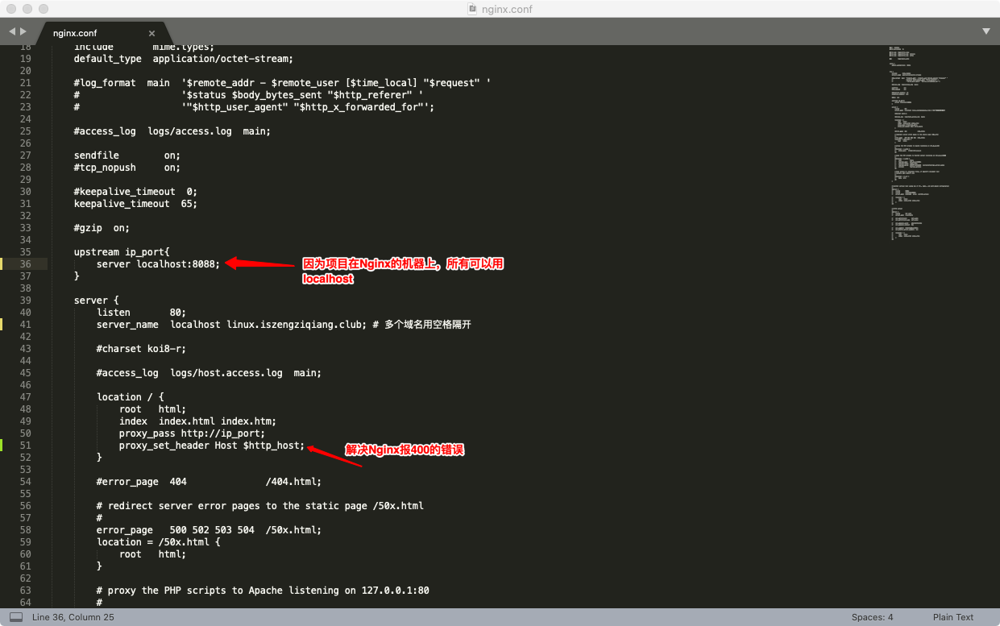 nginx.conf
nginx.conf
18 include mime.types;
19 default_type application/octet-stream;
20
21 #log_format main '$remote_addr - $remote_user [$time_local] "$request" '
22 # '$status $body_bytes_sent "$http_referer" '
23 # '"$http_user_agent" "$http_x_forwarded_for"';
24
25 #access_log logs/access.log main;
26
27 sendfile on;
28 #tcp_nopush on;
29
30 #keepalive_timeout 0;
31 keepalive_timeout 65;
32
33 #gzip on;
34
35 upstream ip_port{
36 server localhost:8088;
因为项目在Nginx的机器上，所有可以用
localhost
37 }
38
39 server {
40 listen 80;
41 server_name localhost linux.iszengziqiang.club; # 多个域名用空格隔开
42
43 #charset koi8-r;
44
45 #access_log logs/host.access.log main;
46
47 location / {
48 root html;
49 index index.html index.htm;
50 proxy_pass http://ip_port;
51 proxy_set_header Host $http_host;
解决Nginx报400的错误
52 }
53
54 #error_page 404 /404.html;
55
56 # redirect server error pages to the static page /50x.html
57 #
58 error_page 500 502 503 504 /50x.html;
59 location = /50x.html {
60 root html;
61 }
62
63 # proxy the PHP scripts to Apache listening on 127.0.0.1:80
64 #
Line 36, Column 25
Spaces: 4
Plain Text